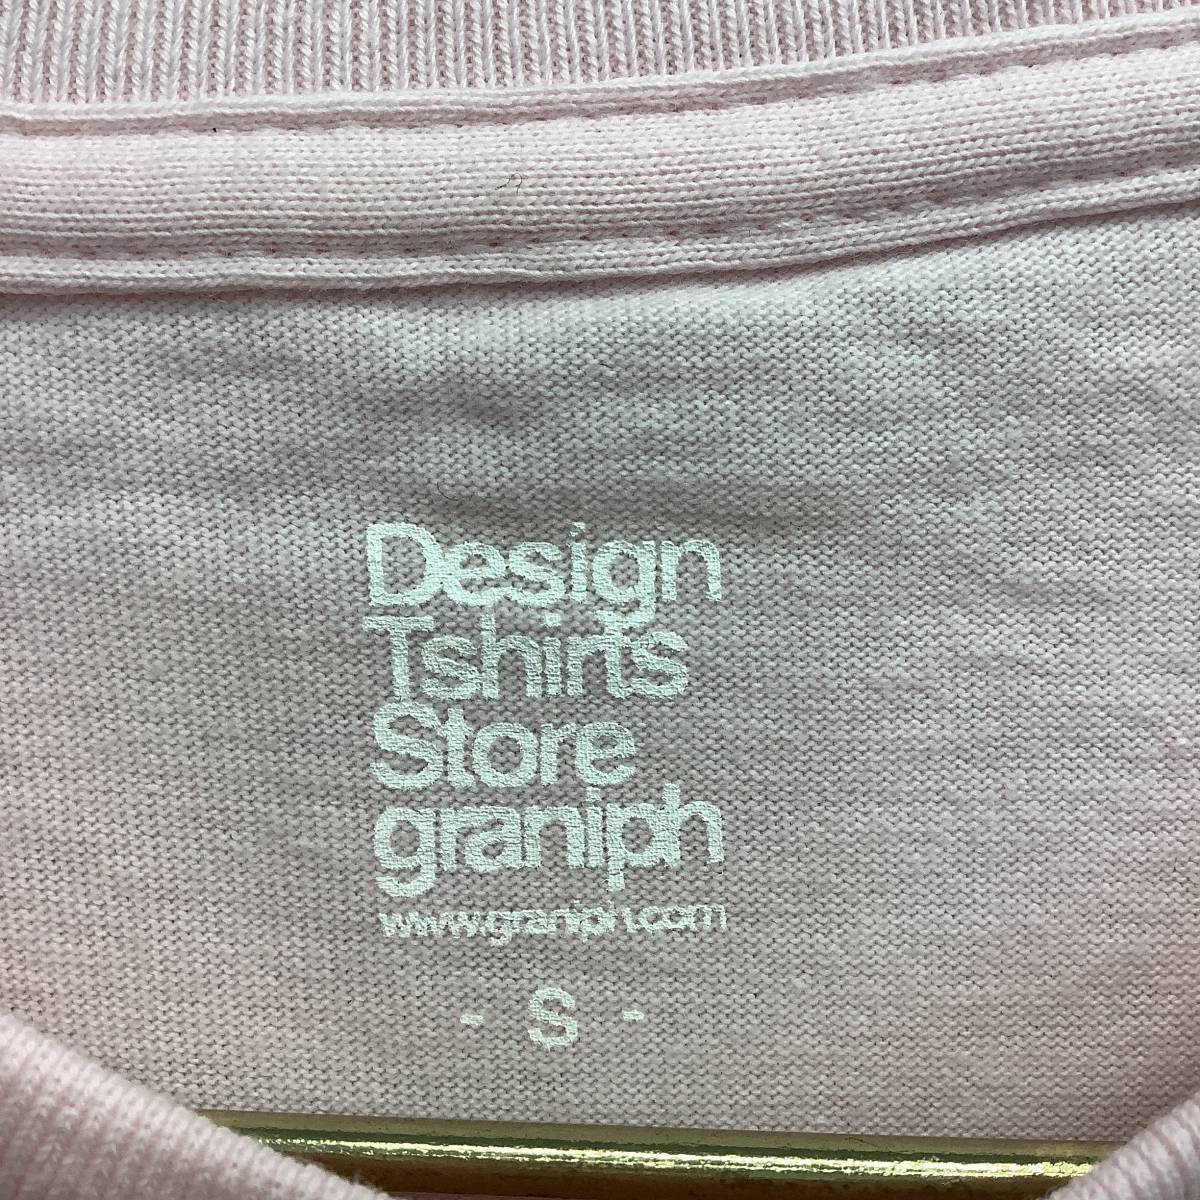 Design
Tshirts
Store
graniph
www.graniph.com
- S -